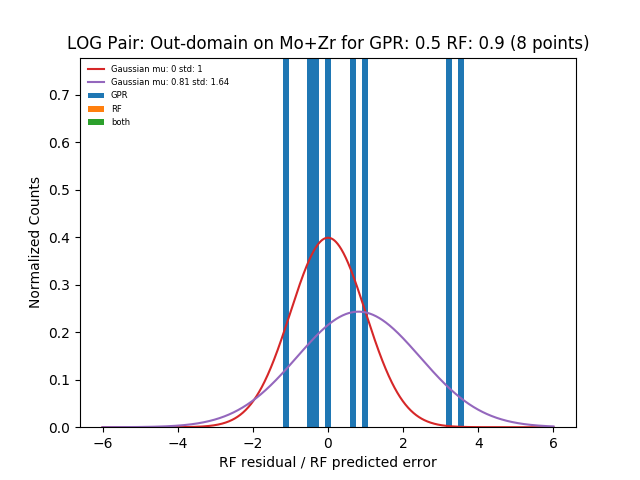 LOG Pair: Out-domain on Mo+Zr for GPR: 0.5 RF: 0.9 (8 points)
Gaussian mu: 0 std: 1
Gaussian mu: 0.81 std: 1.64
GPR
RF
both
Normalized Counts
0.7
0.6
0.5
0.4
0.3
0.2
0.1
0.0
−6 −4 −2 0 2 4 6
RF residual / RF predicted error